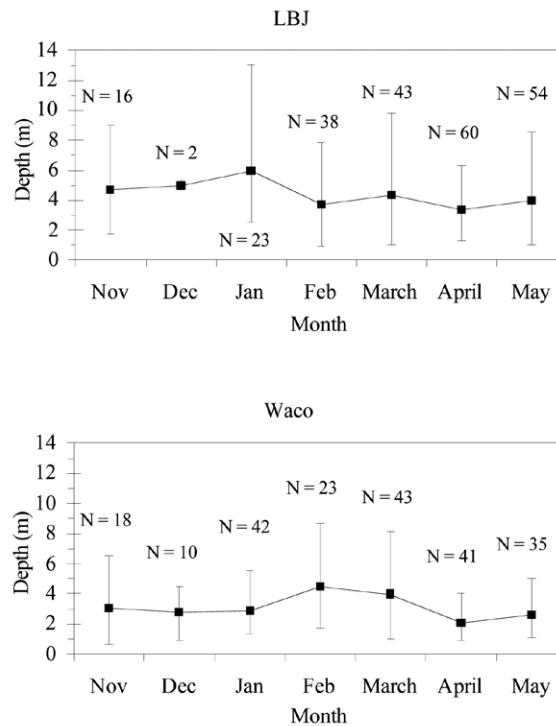 LBJ
14
12
10
8
6
4
2
0
Depth (m)
N = 16
N = 2
N = 23
N = 38
N = 43
N = 60
N = 54
Nov Dec Jan Feb March April May
Month
Waco
14
12
10
8
6
4
2
0
Depth (m)
N = 18
N = 10
N = 42
N = 23
N = 43
N = 41
N = 35
Nov Dec Jan Feb March April May
Month